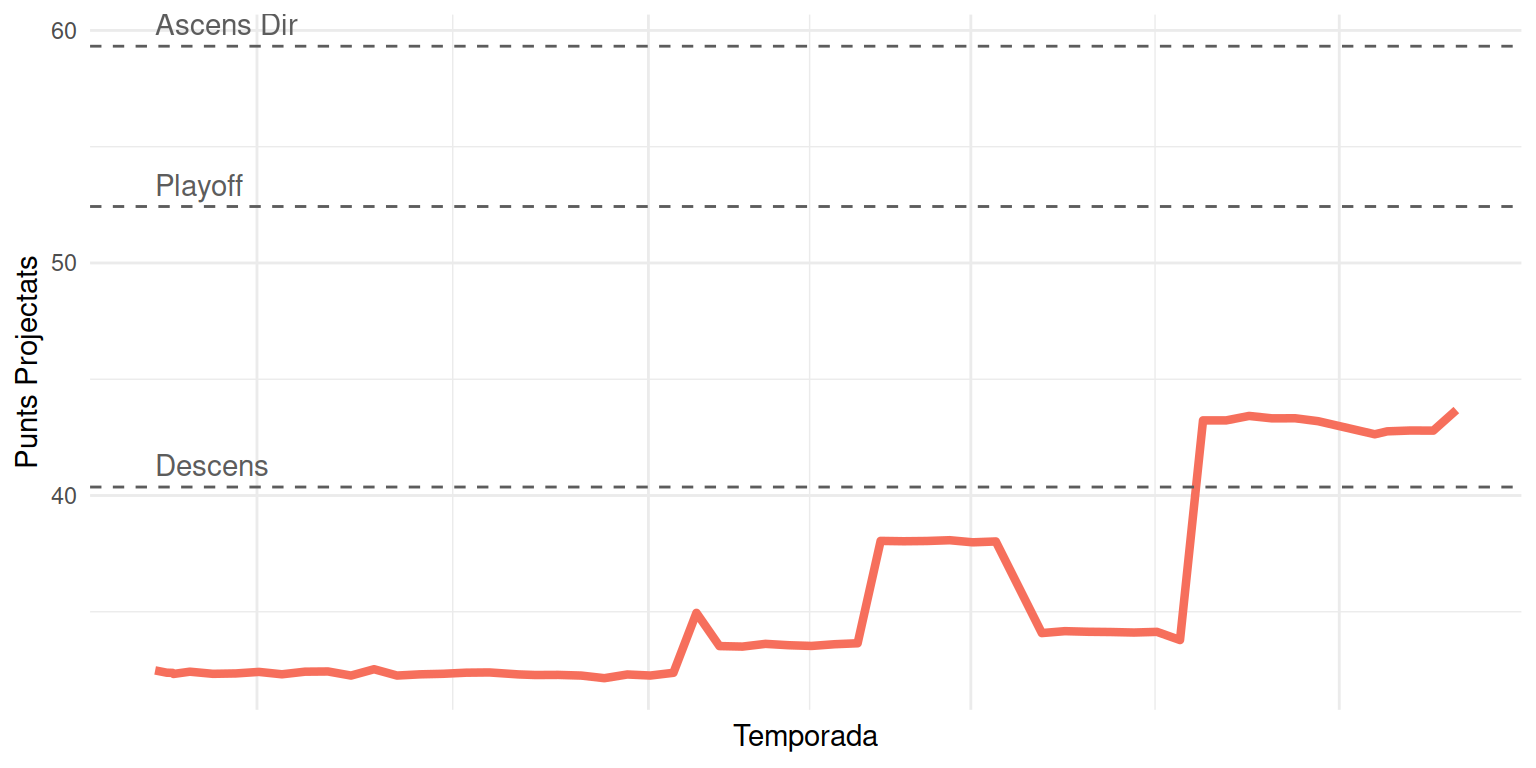 60
Ascens Dir
Playoff
50
Descens
40
Punts Projectats
Temporada